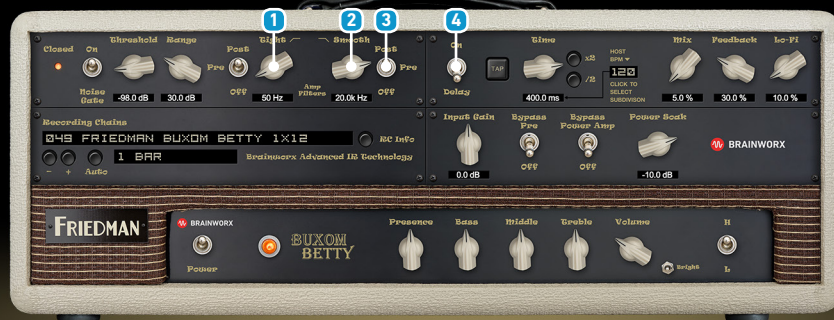 1 2 3 4
Closed On Threshold Range Post Tight Smooth Post
Pre Pre
Noise Gate -98.0 dB 30.0 dB Off 50 Hz Amp Filters 20.0k Hz Off
On Time x2 HOST BPM Mix Feedback Lo-Fi
TAP /2 120
CLICK TO
SELECT
SUBDIVISON
Delay 400.0 ms 5.0 % 30.0 % 10.0 %
Recording Chains
049 FRIEDMAN BUXOM BETTY 1X12 RC Info
1 BAR
- + Auto Brainworx Advanced IR Technology
Input Gain Bypass Pre Bypass Power Amp Power Soak
BRAINWORX
0.0 dB Off Off -10.0 dB
FRIEDMAN
BRAINWORX Presence Bass Middle Treble Volume H
BUXOM
BETTY
Power Bright L